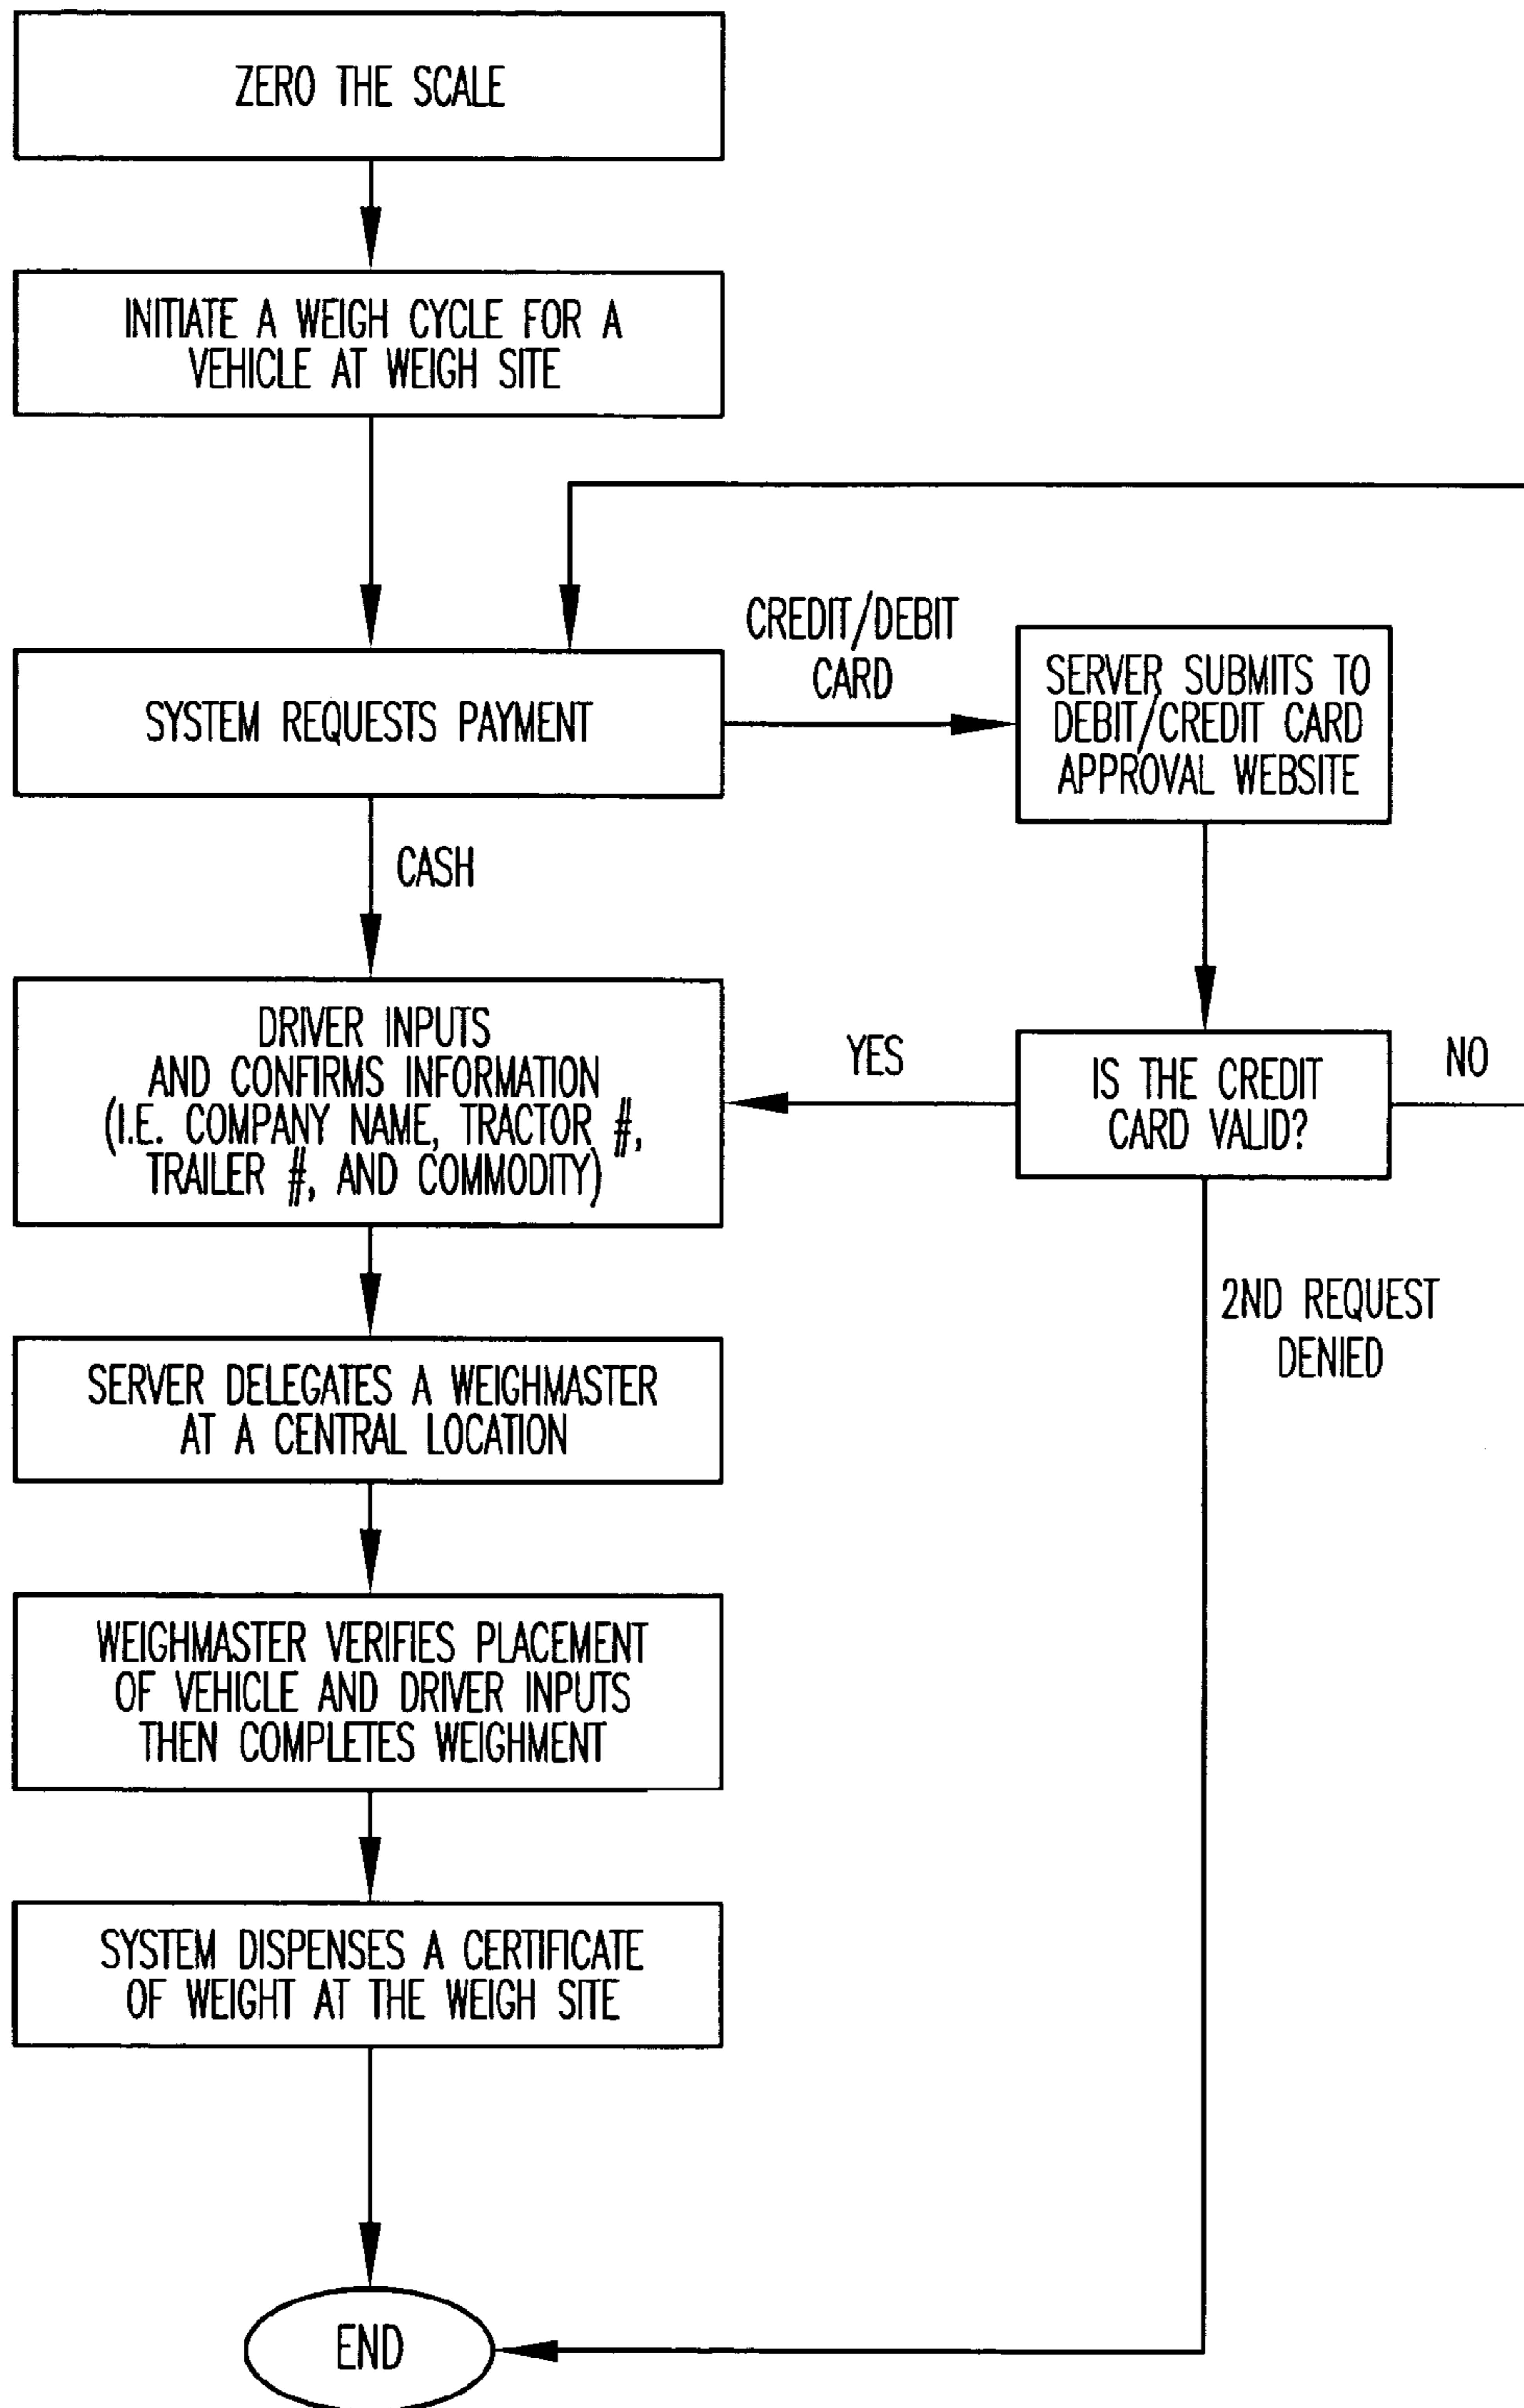 ZERO THE SCALE
INITIATE A WEIGH CYCLE FOR A
VEHICLE AT WEIGH SITE
CREDIT/DEBIT
CARD
SYSTEM REQUESTS PAYMENT
SERVER SUBMITS TO
DEBIT/CREDIT CARD
APPROVAL WEBSITE
CASH
DRIVER INPUTS
AND CONFIRMS INFORMATION
(I.E. COMPANY NAME, TRACTOR #,
TRAILER #, AND COMMODITY)
YES
IS THE CREDIT
CARD VALID?
NO
2ND REQUEST
DENIED
SERVER DELEGATES A WEIGHMASTER
AT A CENTRAL LOCATION
WEIGHMASTER VERIFIES PLACEMENT
OF VEHICLE AND DRIVER INPUTS
THEN COMPLETES WEIGHMENT
SYSTEM DISPENSES A CERTIFICATE
OF WEIGHT AT THE WEIGH SITE
END